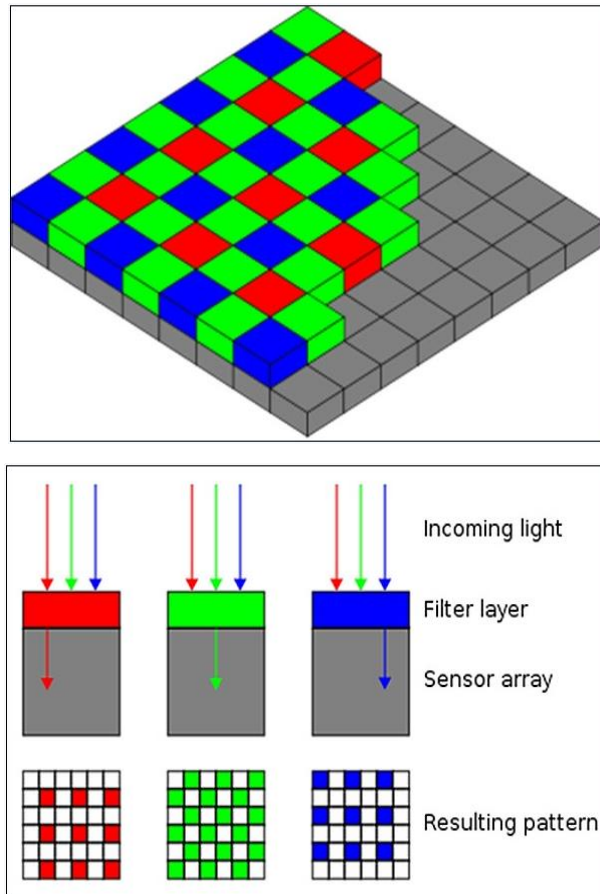 Incoming light
Filter layer
Sensor array
Resulting pattern